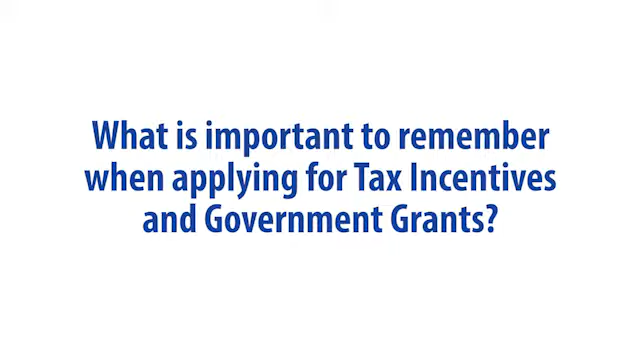 What is important to remember
when applying for Tax Incentives
and Government Grants?